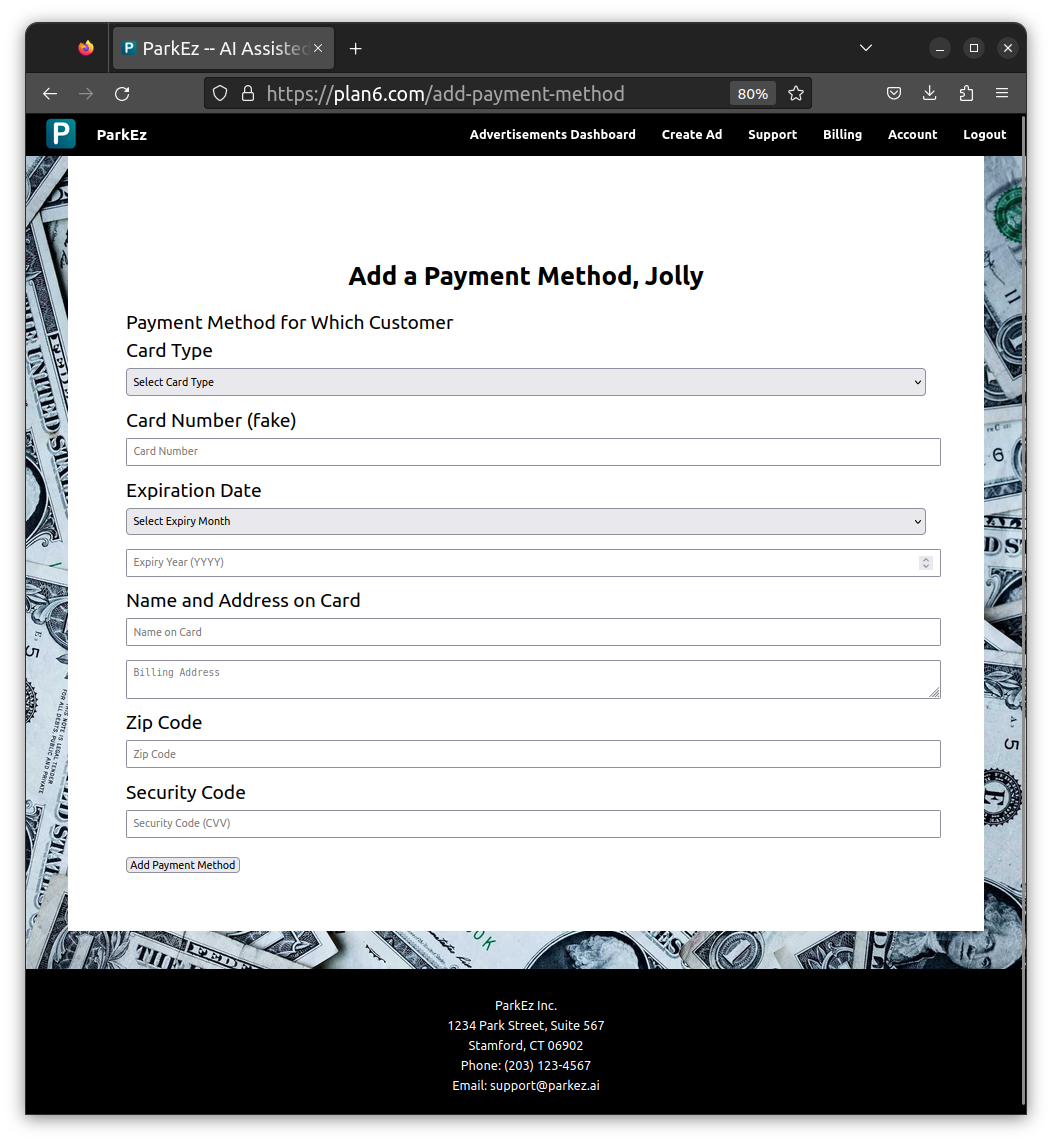 ParkEz -- AI Assisted
https://plan6.com/add-payment-method
80%
P
ParkEz
Advertisements Dashboard
Create Ad
Support
Billing
Account
Logout
Add a Payment Method, Jolly
Payment Method for Which Customer
Card Type
Select Card Type
Card Number (fake)
Card Number
Expiration Date
Select Expiry Month
Expiry Year (YYYY)
Name and Address on Card
Name on Card
Billing Address
Zip Code
Zip Code
Security Code
Security Code (CVV)
Add Payment Method
ParkEz Inc.
1234 Park Street, Suite 567
Stamford, CT 06902
Phone: (203) 123-4567
Email: support@parkez.ai